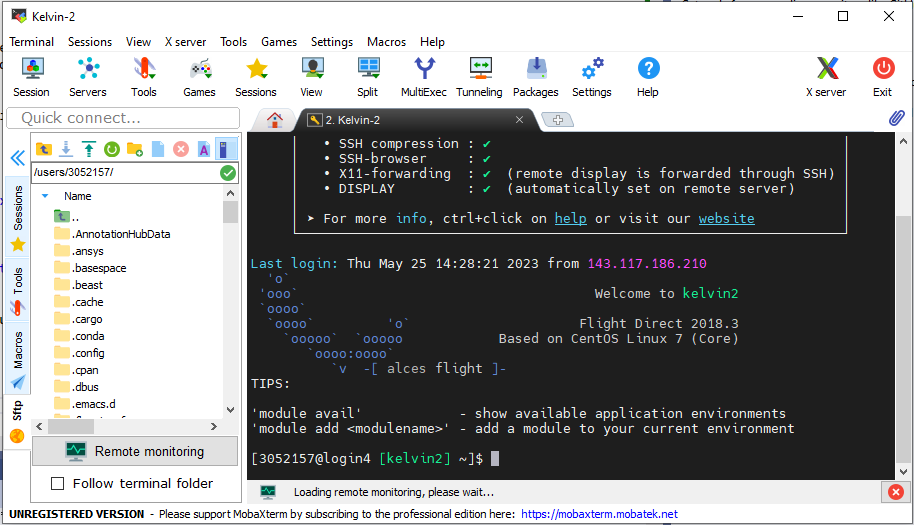 Kelvin-2
Terminal Sessions View X server Tools Games Settings Macros Help
Session Servers Tools Games Sessions View Split MultiExec Tunneling Packages Settings Help X server Exit
Quick connect...
2. Kelvin-2
/users/3052157/
Name
..
.AnnotationHubData
.ansys
.basespace
.beast
.cache
.cargo
.conda
.config
.cpan
.dbus
.emacs.d
Sessions
Tools
Macros
Sftp
Remote monitoring
Follow terminal folder
• SSH compression : ✔
• SSH-browser : ✔
• X11-forwarding : ✔ (remote display is forwarded through SSH)
• DISPLAY : ✔ (automatically set on remote server)
➤ For more info, ctrl+click on help or visit our website
Last login: Thu May 25 14:28:21 2023 from 143.117.186.210
'o`
'ooo` Welcome to kelvin2
`oooo`
`oooo` 'o` Flight Direct 2018.3
`ooooo` `ooooo Based on CentOS Linux 7 (Core)
`oooo:oooo`
`v -[ alces flight ]-
TIPS:
'module avail' - show available application environments
'module add <modulename>' - add a module to your current environment
[3052157@login4 [kelvin2] ~]$
Loading remote monitoring, please wait...
UNREGISTERED VERSION - Please support MobaXterm by subscribing to the professional edition here: https://mobaxterm.mobatek.net